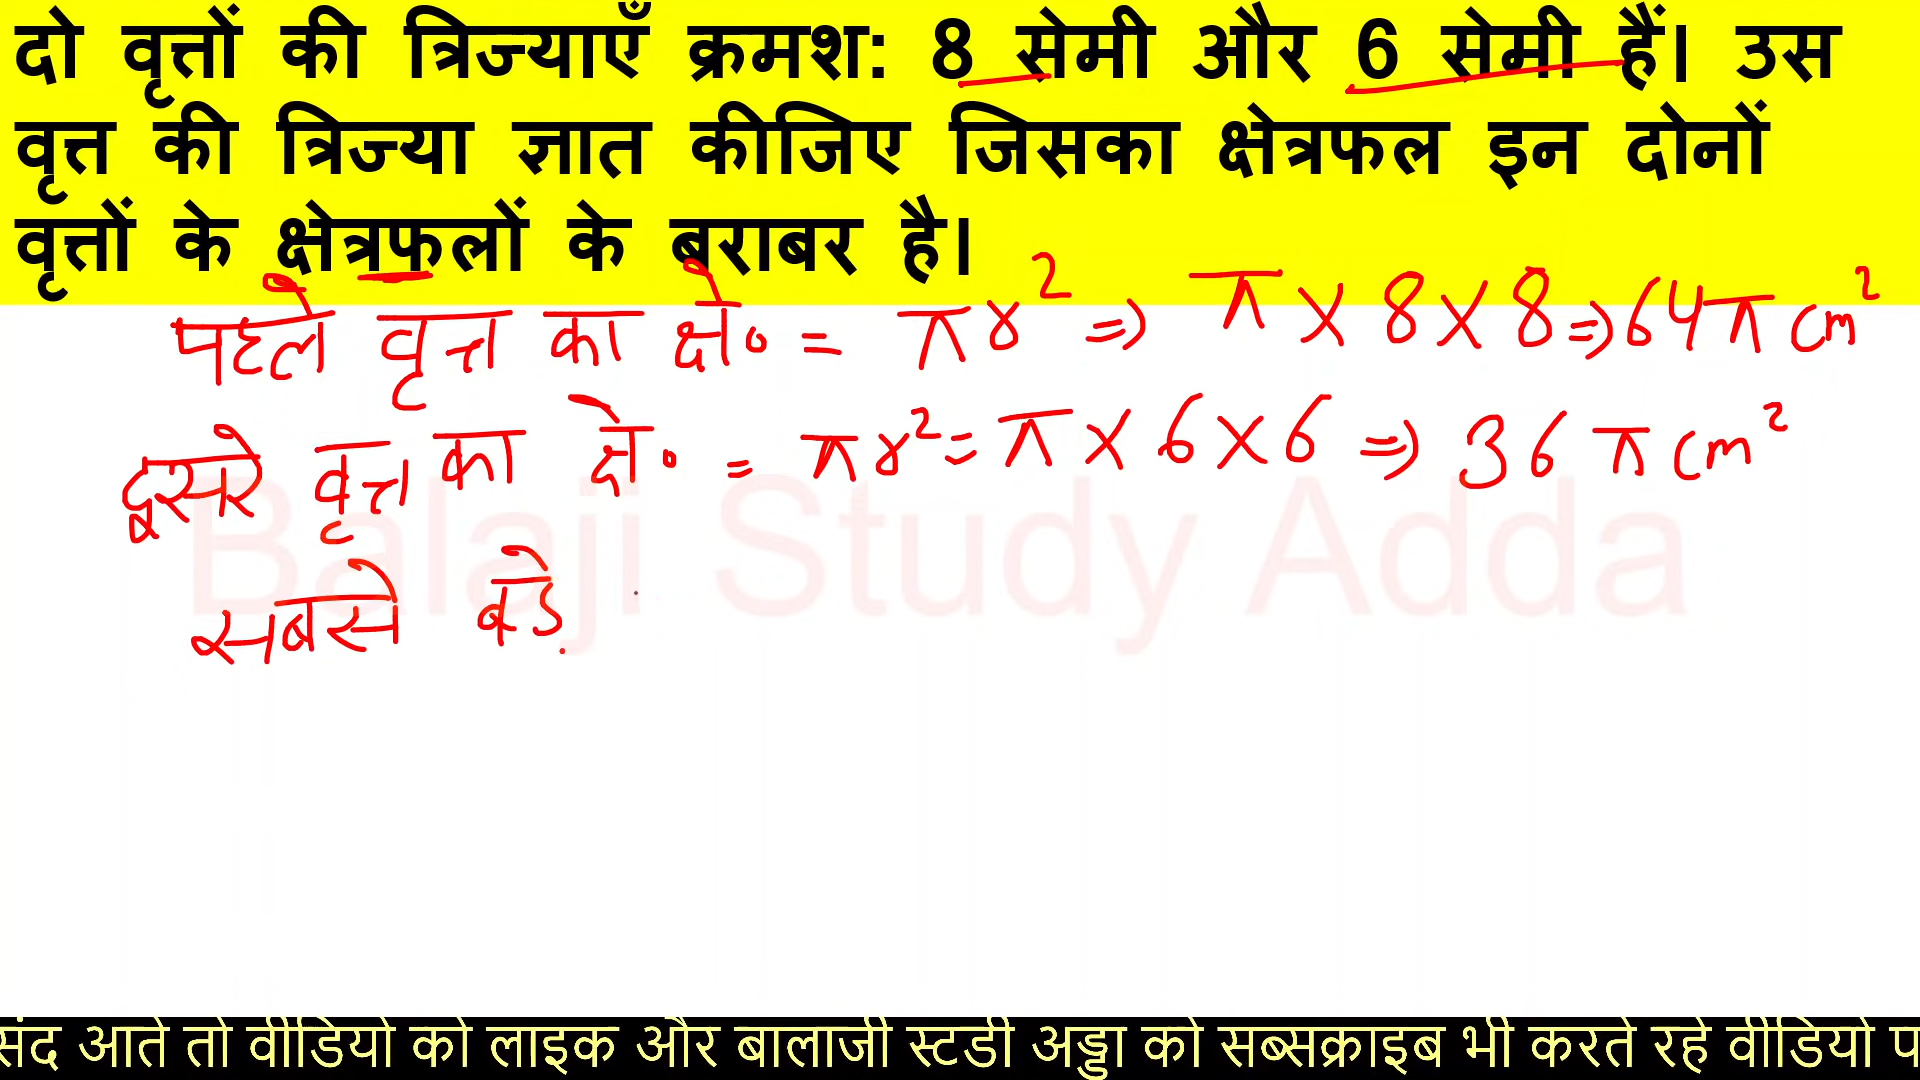 दो वृत्तों की त्रिज्याएँ क्रमश: 8 सेमी और 6 सेमी हैं। उस
वृत्त की त्रिज्या ज्ञात कीजिए जिसका क्षेत्रफल इन दोनों
वृत्तों के क्षेत्रफलों के बराबर है।
पहले वृत्त का क्षे० = πr² ⇒ π×8×8 ⇒ 64π cm²
दूसरे वृत्त का क्षे० = πr² = π×6×6 ⇒ 36π cm²
Balaji Study Adda
सबसे बड़े
संद आते तो वीडियो को लाइक और बालाजी स्टडी अड्डा को सब्सक्राइब भी करते रहे वीडियो प